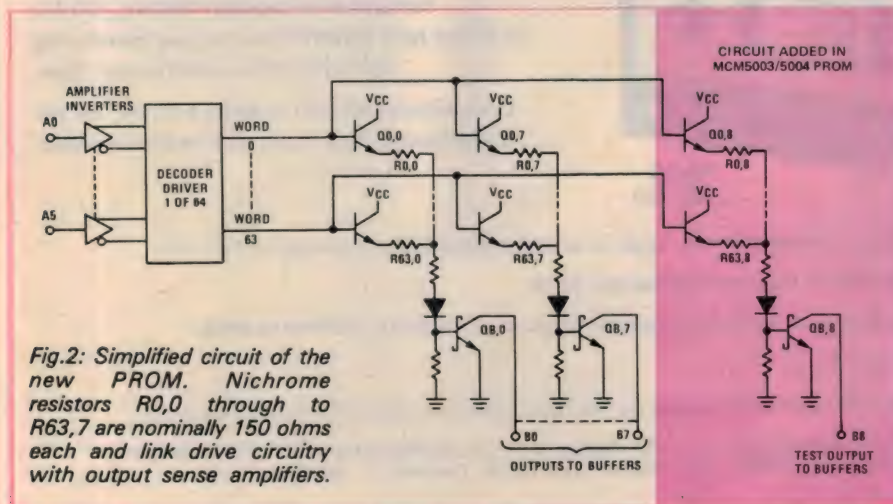 CIRCUIT ADDED IN
MCM5003/5004 PROM
AMPLIFIER
INVERTERS
A0
A5
DECODER
DRIVER
1 OF 64
WORD
0
WORD
63
VCC
Q0,0
R0,0
VCC
Q0,7
R0,7
VCC
Q0,8
R0,8
VCC
R63,0
VCC
R63,7
VCC
R63,8
QB,0
QB,7
QB,8
B0
B7
B8
OUTPUTS TO BUFFERS
TEST OUTPUT
TO BUFFERS
Fig.2: Simplified circuit of the
new PROM. Nichrome
resistors R0,0 through to
R63,7 are nominally 150 ohms
each and link drive circuitry
with output sense amplifiers.